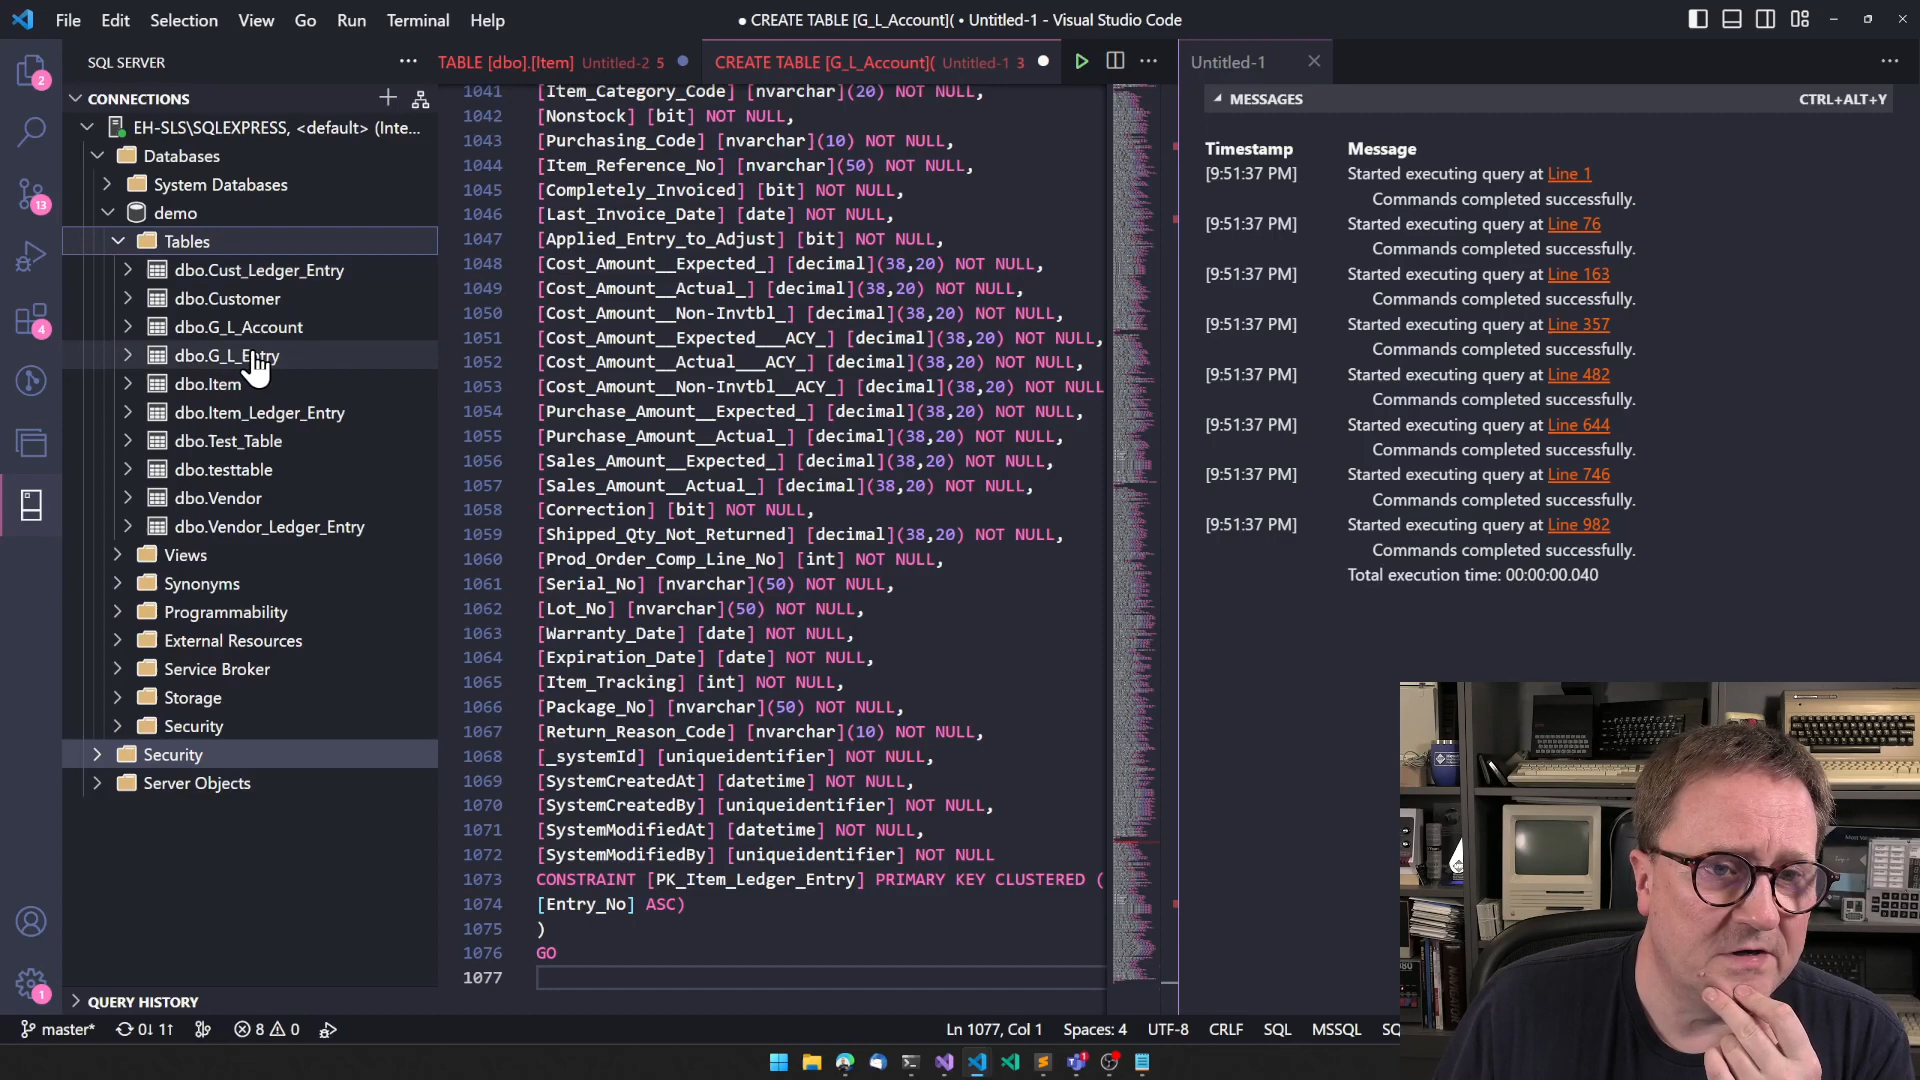 File Edit Selection View Go Run Terminal Help
● CREATE TABLE [G_L_Account]( • Untitled-1 - Visual Studio Code
SQL SERVER
CONNECTIONS
EH-SLS\SQLEXPRESS, <default> (Inte...
Databases
System Databases
demo
Tables
dbo.Cust_Ledger_Entry
dbo.Customer
dbo.G_L_Account
dbo.G_L_Entry
dbo.Item
dbo.Item_Ledger_Entry
dbo.Test_Table
dbo.testtable
dbo.Vendor
dbo.Vendor_Ledger_Entry
Views
Synonyms
Programmability
External Resources
Service Broker
Storage
Security
Security
Server Objects
QUERY HISTORY
2
13
4
1
TABLE [dbo].[Item] Untitled-2 5
CREATE TABLE [G_L_Account]( Untitled-1 3
1041 [Item_Category_Code] [nvarchar](20) NOT NULL,
1042 [Nonstock] [bit] NOT NULL,
1043 [Purchasing_Code] [nvarchar](10) NOT NULL,
1044 [Item_Reference_No] [nvarchar](50) NOT NULL,
1045 [Completely_Invoiced] [bit] NOT NULL,
1046 [Last_Invoice_Date] [date] NOT NULL,
1047 [Applied_Entry_to_Adjust] [bit] NOT NULL,
1048 [Cost_Amount__Expected_] [decimal](38,20) NOT NULL,
1049 [Cost_Amount__Actual_] [decimal](38,20) NOT NULL,
1050 [Cost_Amount__Non-Invtbl_] [decimal](38,20) NOT NULL,
1051 [Cost_Amount__Expected___ACY_] [decimal](38,20) NOT NULL,
1052 [Cost_Amount__Actual___ACY_] [decimal](38,20) NOT NULL,
1053 [Cost_Amount__Non-Invtbl__ACY_] [decimal](38,20) NOT NULL
1054 [Purchase_Amount__Expected_] [decimal](38,20) NOT NULL,
1055 [Purchase_Amount__Actual_] [decimal](38,20) NOT NULL,
1056 [Sales_Amount__Expected_] [decimal](38,20) NOT NULL,
1057 [Sales_Amount__Actual_] [decimal](38,20) NOT NULL,
1058 [Correction] [bit] NOT NULL,
1059 [Shipped_Qty_Not_Returned] [decimal](38,20) NOT NULL,
1060 [Prod_Order_Comp_Line_No] [int] NOT NULL,
1061 [Serial_No] [nvarchar](50) NOT NULL,
1062 [Lot_No] [nvarchar](50) NOT NULL,
1063 [Warranty_Date] [date] NOT NULL,
1064 [Expiration_Date] [date] NOT NULL,
1065 [Item_Tracking] [int] NOT NULL,
1066 [Package_No] [nvarchar](50) NOT NULL,
1067 [Return_Reason_Code] [nvarchar](10) NOT NULL,
1068 [_systemId] [uniqueidentifier] NOT NULL,
1069 [SystemCreatedAt] [datetime] NOT NULL,
1070 [SystemCreatedBy] [uniqueidentifier] NOT NULL,
1071 [SystemModifiedAt] [datetime] NOT NULL,
1072 [SystemModifiedBy] [uniqueidentifier] NOT NULL
1073 CONSTRAINT [PK_Item_Ledger_Entry] PRIMARY KEY CLUSTERED (
1074 [Entry_No] ASC)
1075 )
1076 GO
1077
Untitled-1
MESSAGES CTRL+ALT+Y
Timestamp Message
[9:51:37 PM] Started executing query at Line 1
Commands completed successfully.
[9:51:37 PM] Started executing query at Line 76
Commands completed successfully.
[9:51:37 PM] Started executing query at Line 163
Commands completed successfully.
[9:51:37 PM] Started executing query at Line 357
Commands completed successfully.
[9:51:37 PM] Started executing query at Line 482
Commands completed successfully.
[9:51:37 PM] Started executing query at Line 644
Commands completed successfully.
[9:51:37 PM] Started executing query at Line 746
Commands completed successfully.
[9:51:37 PM] Started executing query at Line 982
Commands completed successfully.
Total execution time: 00:00:00.040
master* 0↓ 1↑ 8 0 Ln 1077, Col 1 Spaces: 4 UTF-8 CRLF SQL MSSQL SQ